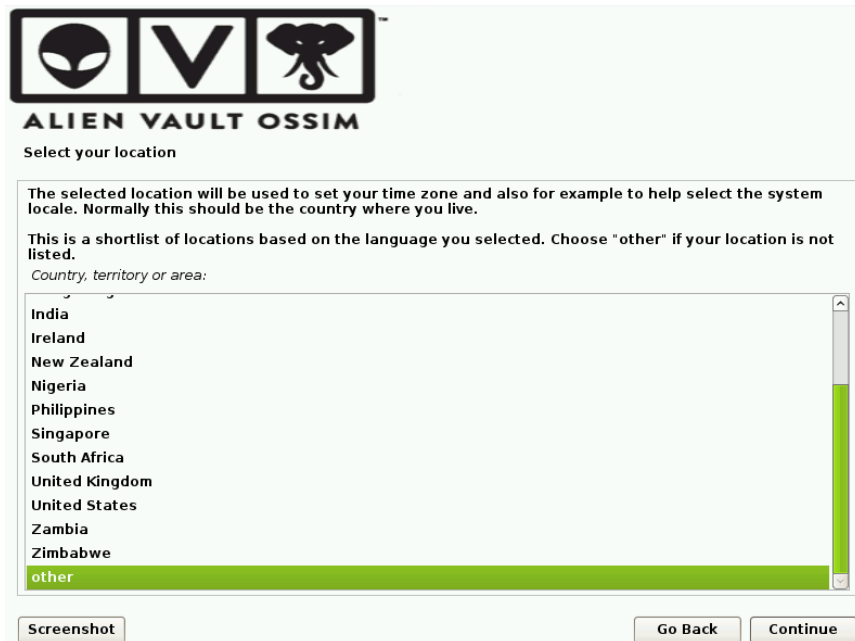 V
™
ALIEN VAULT OSSIM
Select your location
The selected location will be used to set your time zone and also for example to help select the system
locale. Normally this should be the country where you live.
This is a shortlist of locations based on the language you selected. Choose "other" if your location is not
listed.
Country, territory or area:
India
Ireland
New Zealand
Nigeria
Philippines
Singapore
South Africa
United Kingdom
United States
Zambia
Zimbabwe
other
Screenshot Go Back Continue